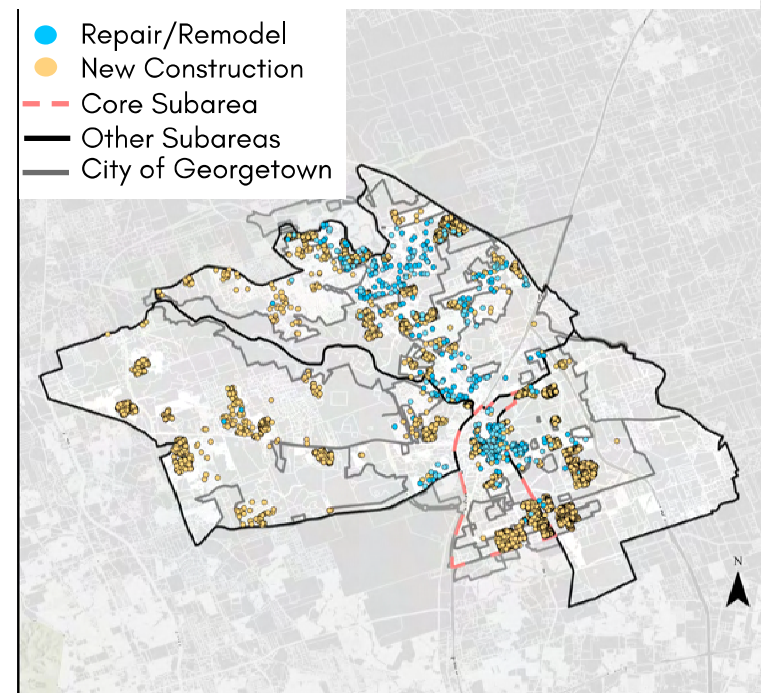 Repair/Remodel
New Construction
Core Subarea
Other Subareas
City of Georgetown
N